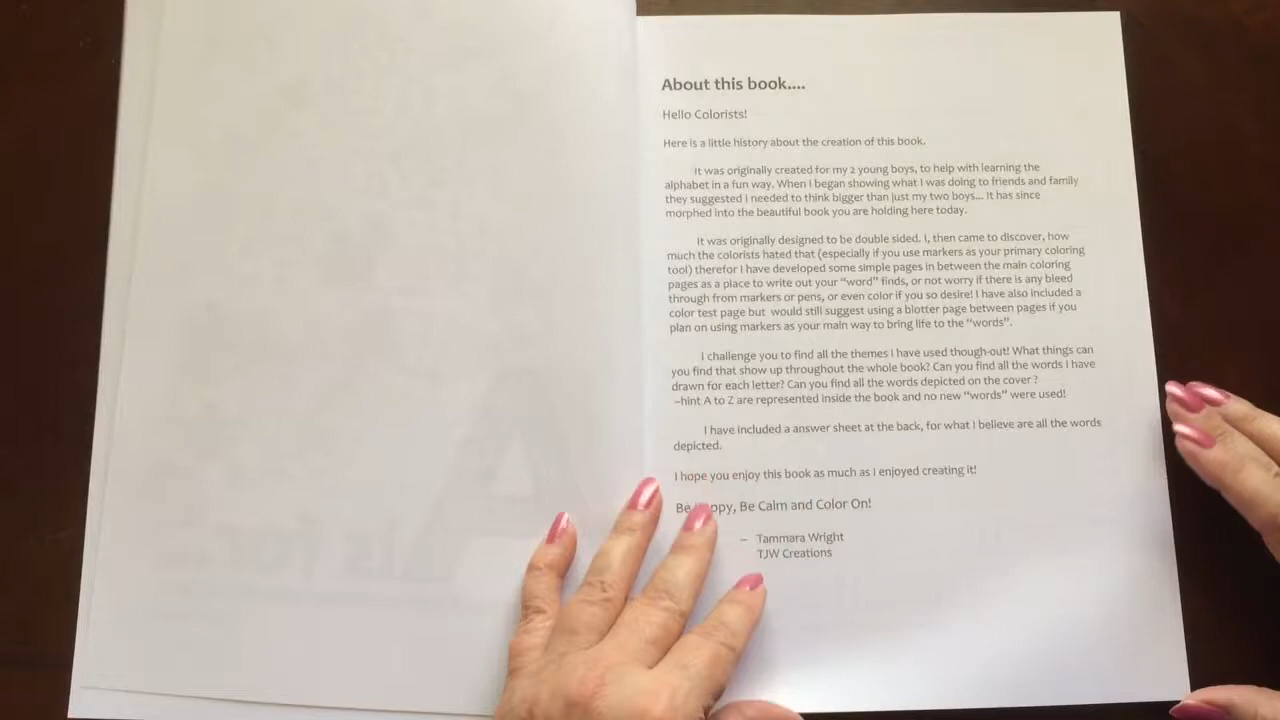 About this book....
Hello Colorists!
Here is a little history about the creation of this book.
It was originally created for my 2 young boys, to help with learning the
alphabet in a fun way. When I began showing what I was doing to friends and family
they suggested I needed to think bigger than just my two boys... It has since
morphed into the beautiful book you are holding here today.
It was originally designed to be double sided. I, then came to discover, how
much the colorists hated that (especially if you use markers as your primary coloring
tool) therefor I have developed some simple pages in between the main coloring
pages as a place to write out your "word" finds, or not worry if there is any bleed
through from markers or pens, or even color if you so desire! I have also included a
color test page but would still suggest using a blotter page between pages if you
plan on using markers as your main way to bring life to the "words".
I challenge you to find all the themes I have used though-out! What things can
you find that show up throughout the whole book? Can you find all the words I have
drawn for each letter? Can you find all the words depicted on the cover ?
–hint A to Z are represented inside the book and no new "words" were used!
I have included a answer sheet at the back, for what I believe are all the words
depicted.
I hope you enjoy this book as much as I enjoyed creating it!
Be ppy, Be Calm and Color On!
– Tammara Wright
TJW Creations